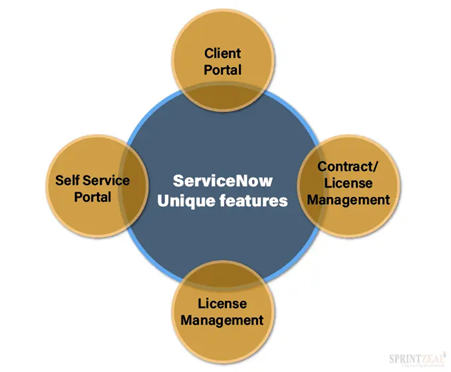 Client
Portal
Self Service
Portal
ServiceNow
Unique features
Contract/
License
Management
License
Management
SPRINTZEAL